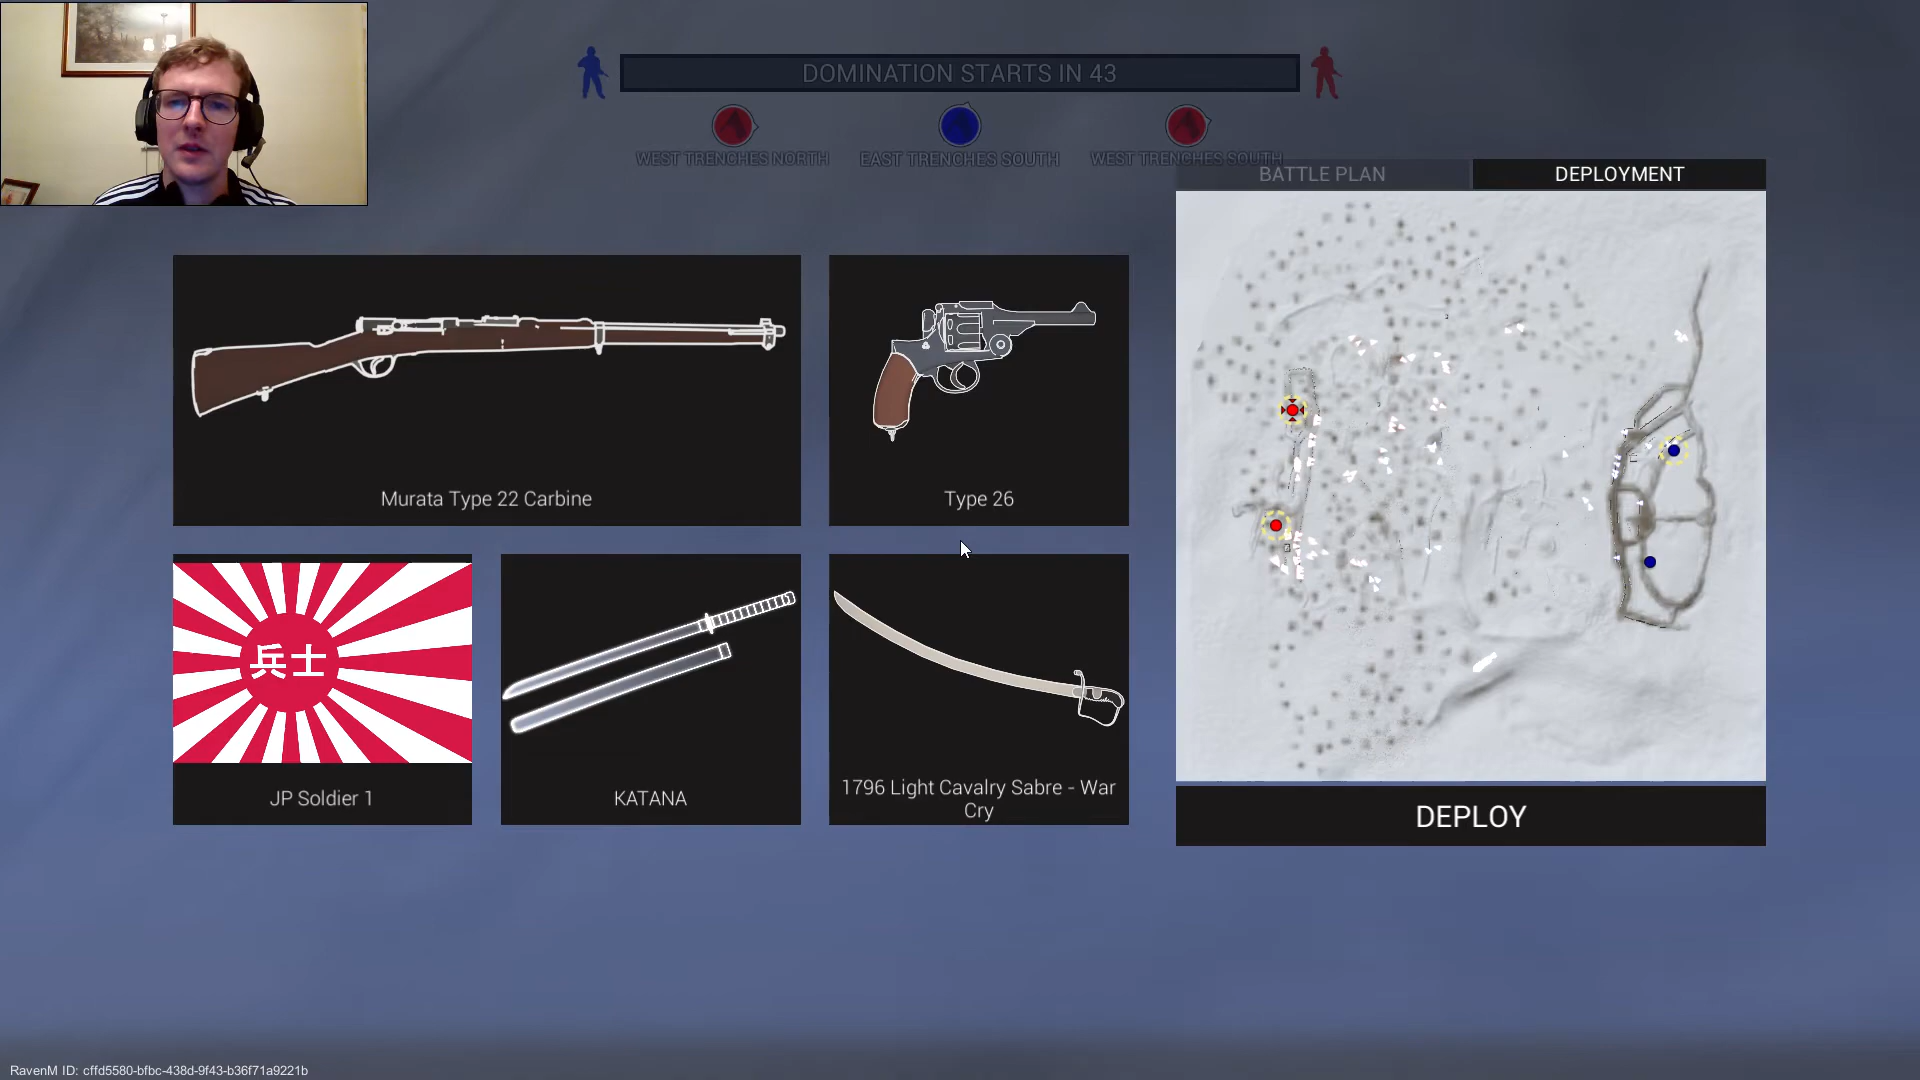 DOMINATION STARTS IN 43
WEST TRENCHES NORTH
EAST TRENCHES SOUTH
WEST TRENCHES SOUTH
BATTLE PLAN
DEPLOYMENT
Murata Type 22 Carbine
Type 26
兵士
JP Soldier 1
KATANA
1796 Light Cavalry Sabre - War
Cry
DEPLOY
RavenM ID: cffd5580-bfbc-438d-9f43-b36f71a9221b